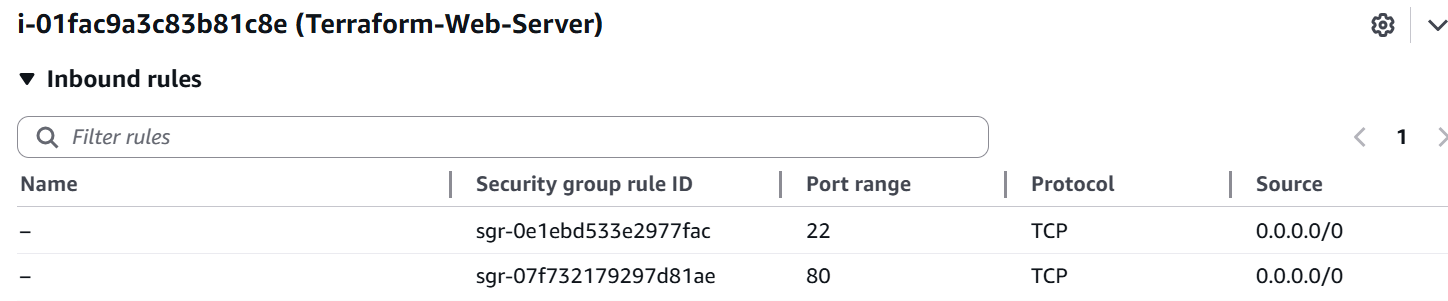 i-01fac9a3c83b81c8e (Terraform-Web-Server)
Inbound rules
Filter rules
1
Name Security group rule ID Port range Protocol Source
– sgr-0e1ebd533e2977fac 22 TCP 0.0.0.0/0
– sgr-07f732179297d81ae 80 TCP 0.0.0.0/0